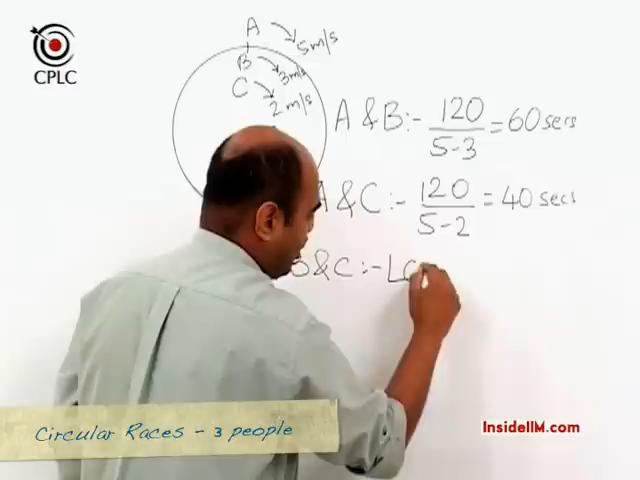 CPLC
A 5m/s
B 3m/s
C 2m/s
A & B :- 120 / 5-3 = 60 secs
A & C :- 120 / 5-2 = 40 secs
& C :- LC
Circular Races - 3 people
InsideIIM.com